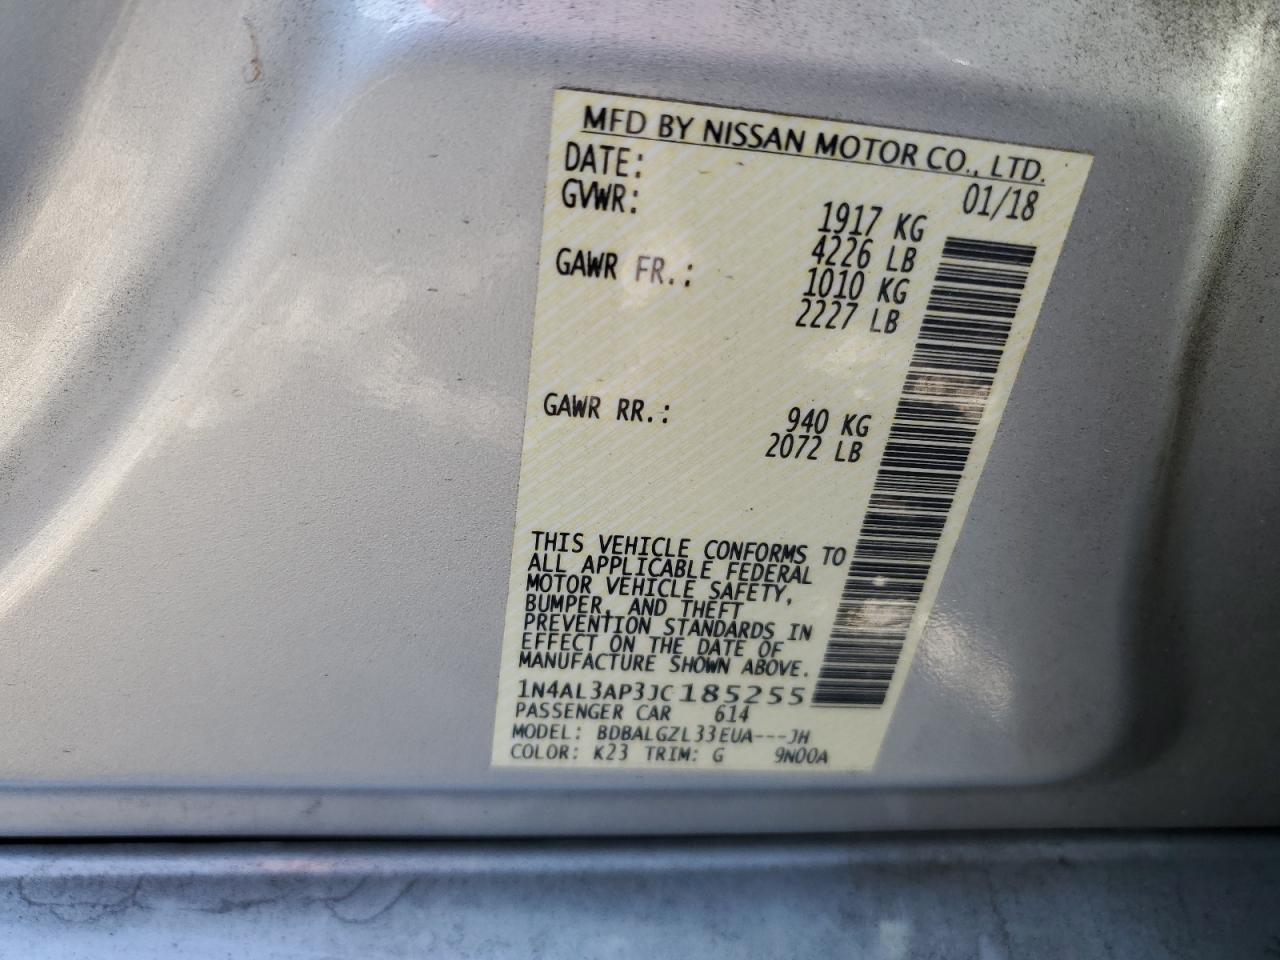 MFD BY NISSAN MOTOR CO., LTD.
DATE: 01/18
GVWR: 1917 KG
4226 LB
GAWR FR.: 1010 KG
2227 LB
GAWR RR.: 940 KG
2072 LB
THIS VEHICLE CONFORMS TO
ALL APPLICABLE FEDERAL
MOTOR VEHICLE SAFETY,
BUMPER, AND THEFT
PREVENTION STANDARDS IN
EFFECT ON THE DATE OF
MANUFACTURE SHOWN ABOVE.
1N4AL3AP3JC185255
PASSENGER CAR 614
MODEL: BDBALGZL33EUA---JH
COLOR: K23 TRIM: G 9N00A